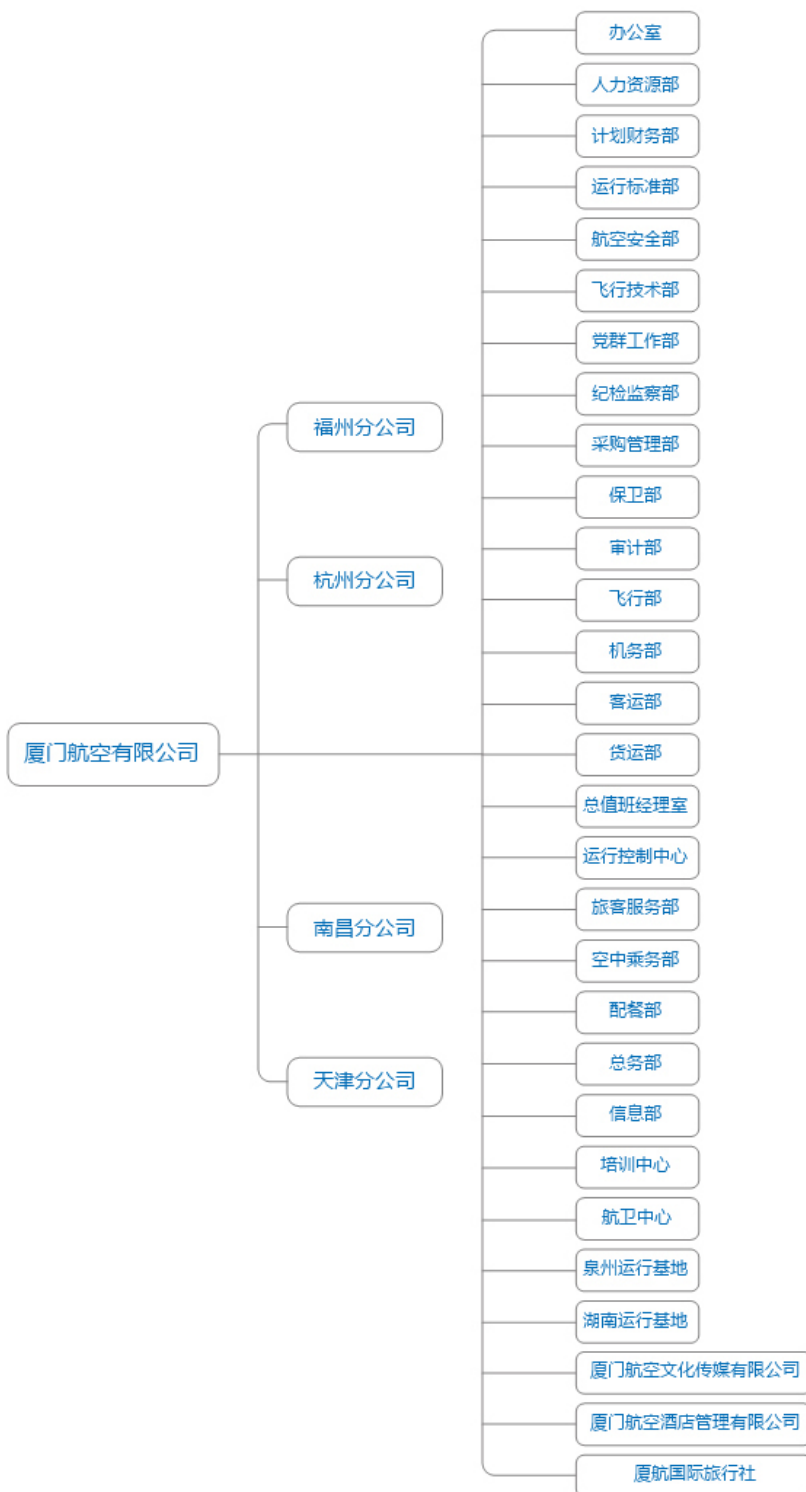 厦门航空有限公司
福州分公司
杭州分公司
南昌分公司
天津分公司
办公室
人力资源部
计划财务部
运行标准部
航空安全部
飞行技术部
党群工作部
纪检监察部
采购管理部
保卫部
审计部
飞行部
机务部
客运部
货运部
总值班经理室
运行控制中心
旅客服务部
空中乘务部
配餐部
总务部
信息部
培训中心
航卫中心
泉州运行基地
湖南运行基地
厦门航空文化传媒有限公司
厦门航空酒店管理有限公司
厦航国际旅行社